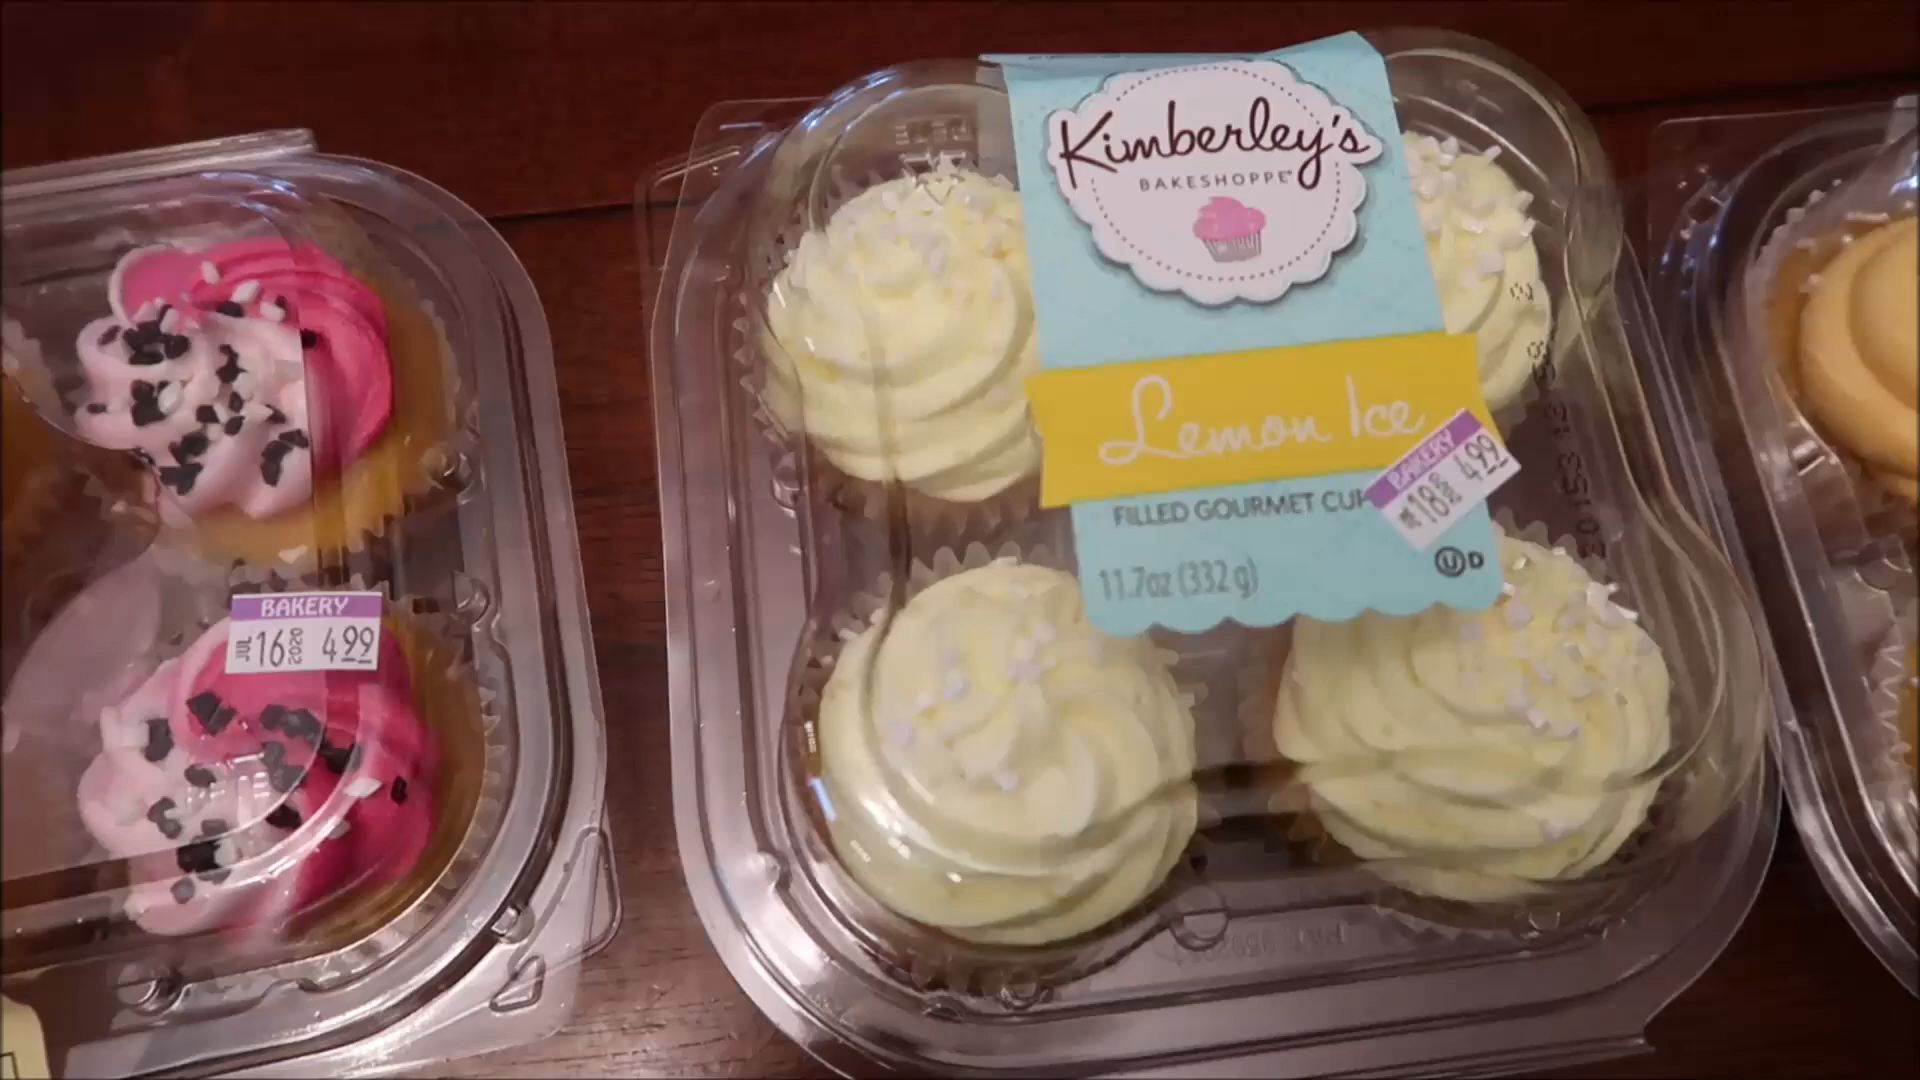 Kimberley's
BAKESHOPPE
Lemon Ice
BAKERY
18 4.99
FILLED GOURMET CUP
11.7oz (332 g)
U D
BAKERY
JUL 16 2020 4.99